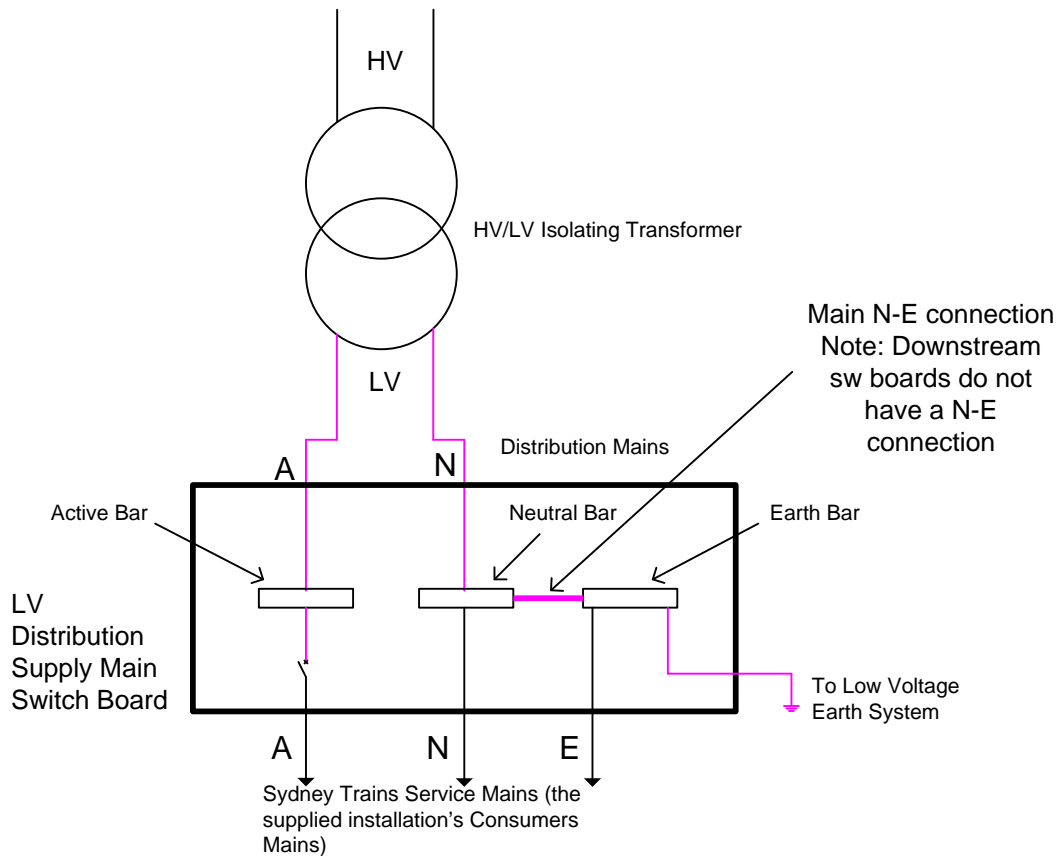 HV
HV/LV Isolating Transformer
Main N-E connection
Note: Downstream
sw boards do not
have a N-E
connection
LV
Distribution Mains
A
N
Active Bar
Neutral Bar
Earth Bar
LV
Distribution
Supply Main
Switch Board
To Low Voltage
Earth System
A
N
E
Sydney Trains Service Mains (the
supplied installation's Consumers
Mains)